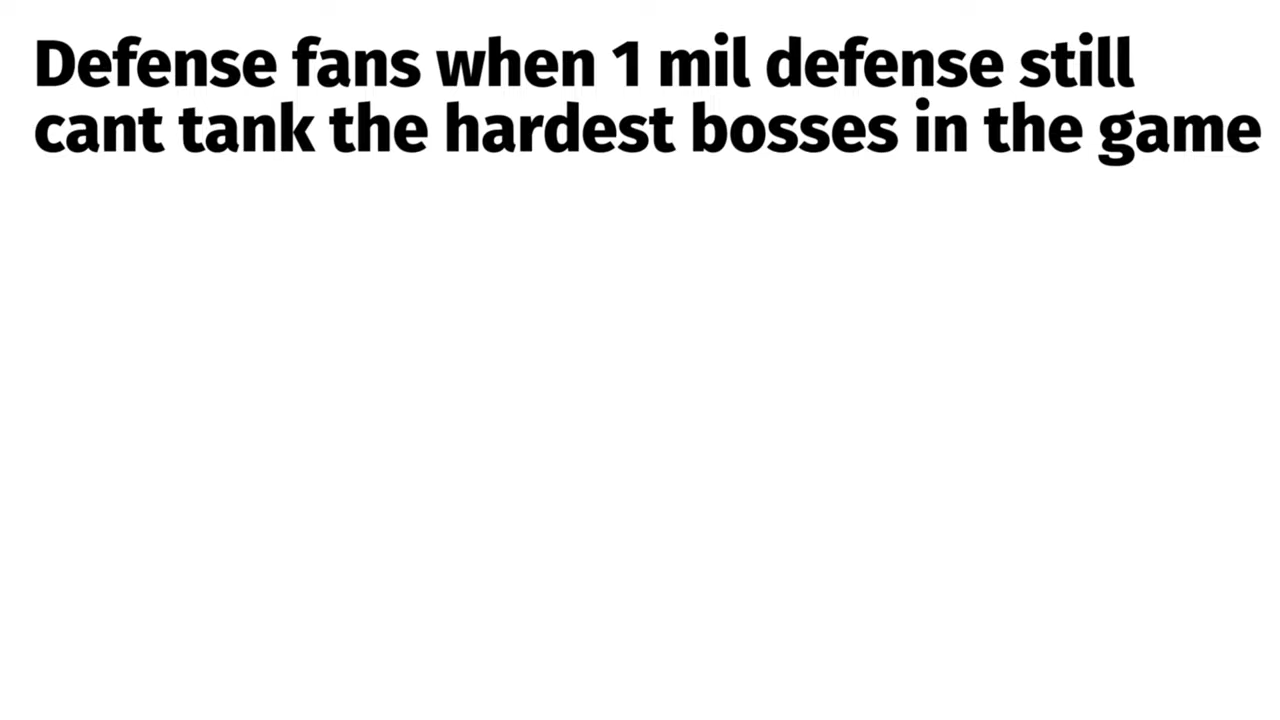 Defense fans when 1 mil defense still
cant tank the hardest bosses in the game